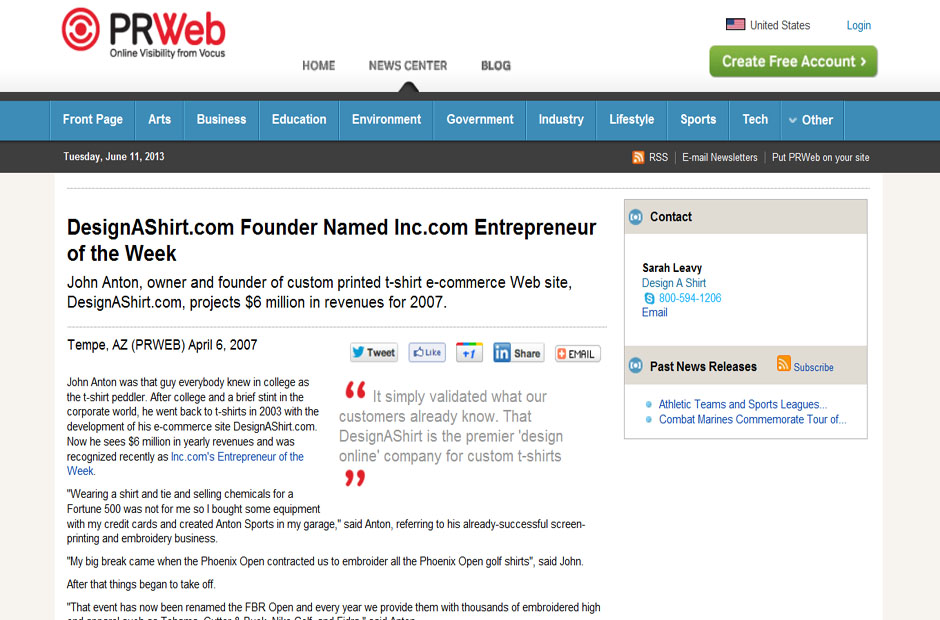 PRWeb
Online Visibility from Vocus
United States
Login
HOME
NEWS CENTER
BLOG
Create Free Account ›
Front Page
Arts
Business
Education
Environment
Government
Industry
Lifestyle
Sports
Tech
Other
Tuesday, June 11, 2013
RSS
E-mail Newsletters
Put PRWeb on your site
DesignAShirt.com Founder Named Inc.com Entrepreneur
of the Week
John Anton, owner and founder of custom printed t-shirt e-commerce Web site,
DesignAShirt.com, projects $6 million in revenues for 2007.
Tempe, AZ (PRWEB) April 6, 2007
Tweet
Like
+1
in Share
EMAIL
John Anton was that guy everybody knew in college as
the t-shirt peddler. After college and a brief stint in the
corporate world, he went back to t-shirts in 2003 with the
development of his e-commerce site DesignAShirt.com.
Now he sees $6 million in yearly revenues and was
recognized recently as Inc.com's Entrepreneur of the
Week.
“ It simply validated what our
customers already know. That
DesignAShirt is the premier 'design
online' company for custom t-shirts
”
"Wearing a shirt and tie and selling chemicals for a
Fortune 500 was not for me so I bought some equipment
with my credit cards and created Anton Sports in my garage," said Anton, referring to his already-successful screen-
printing and embroidery business.
"My big break came when the Phoenix Open contracted us to embroider all the Phoenix Open golf shirts", said John.
After that things began to take off.
"That event has now been renamed the FBR Open and every year we provide them with thousands of embroidered high
end apparel such as Tehama, Cutter & Buck, Nike Golf, and Fidra," said Anton.
Contact
Sarah Leavy
Design A Shirt
800-594-1206
Email
Past News Releases
Subscribe
Athletic Teams and Sports Leagues...
Combat Marines Commemorate Tour of...